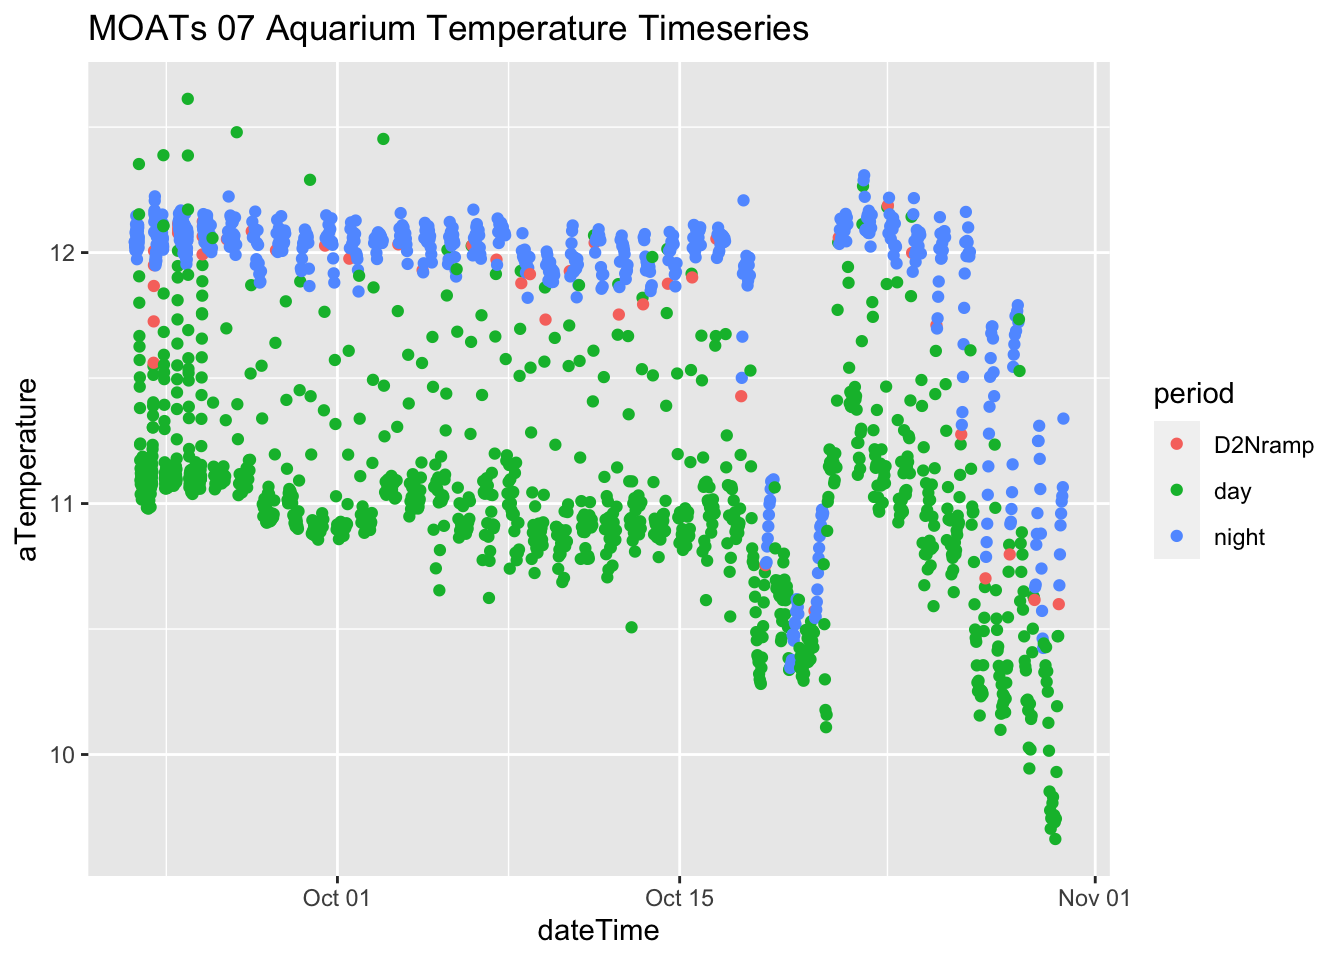 MOATs 07 Aquarium Temperature Timeseries
aTemperature
12
11
10
Oct 01
Oct 15
Nov 01
dateTime
period
D2Nramp
day
night